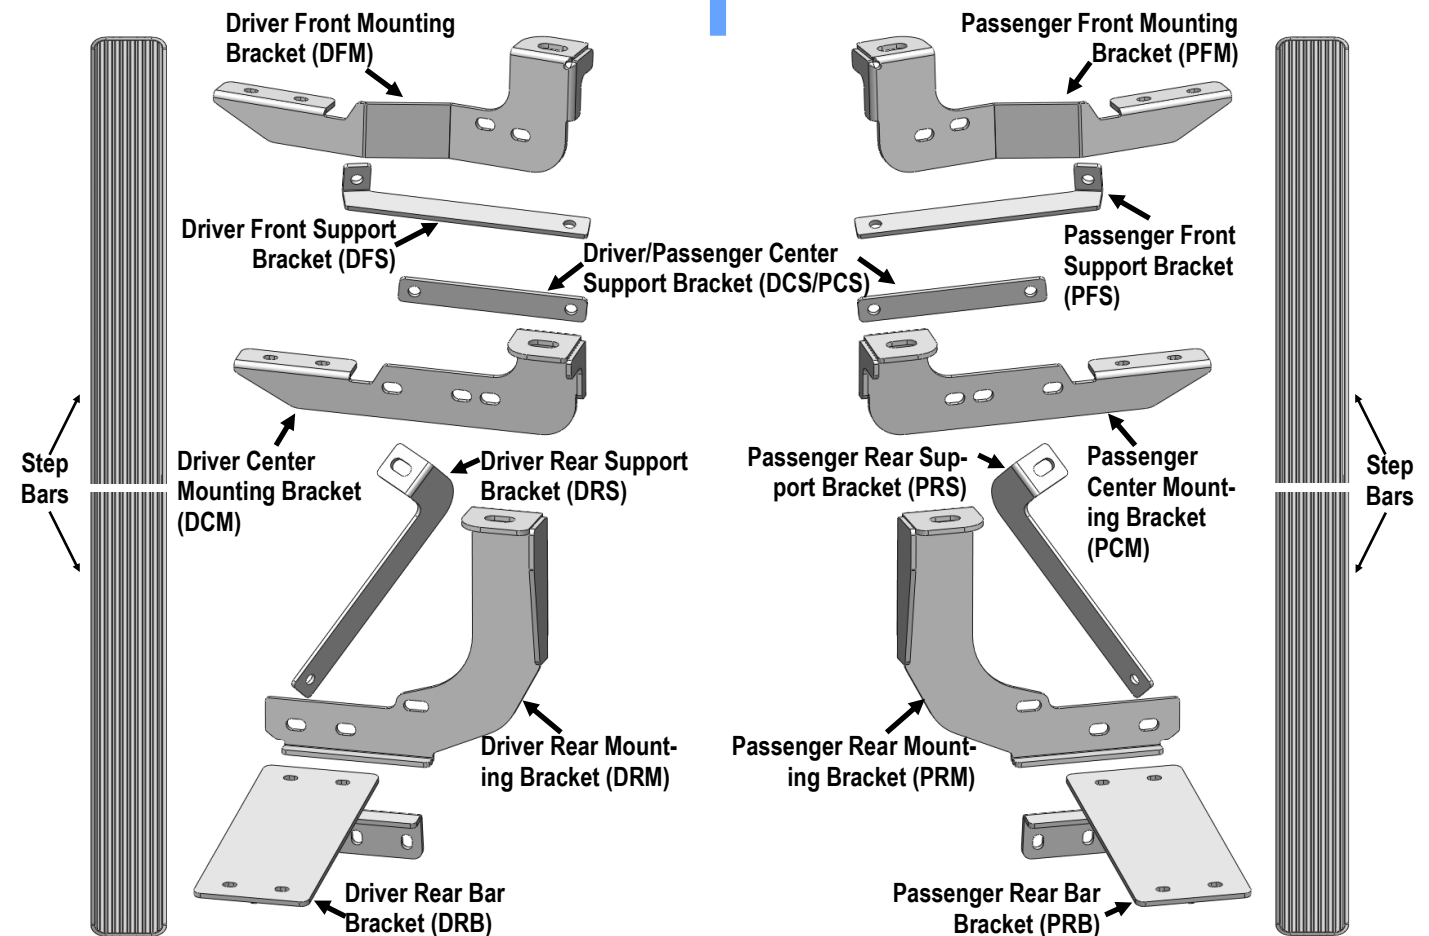 Driver Front Mounting
Bracket (DFM)
Passenger Front Mounting
Bracket (PFM)
Driver Front Support
Bracket (DFS)
Driver/Passenger Center
Support Bracket (DCS/PCS)
Passenger Front
Support Bracket
(PFS)
Step
Bars
Driver Center
Mounting Bracket
(DCM)
Driver Rear Support
Bracket (DRS)
Passenger Rear Sup-
port Bracket (PRS)
Passenger
Center Mount-
ing Bracket
(PCM)
Step
Bars
Driver Rear Mount-
ing Bracket (DRM)
Passenger Rear Mount-
ing Bracket (PRM)
Driver Rear Bar
Bracket (DRB)
Passenger Rear Bar
Bracket (PRB)